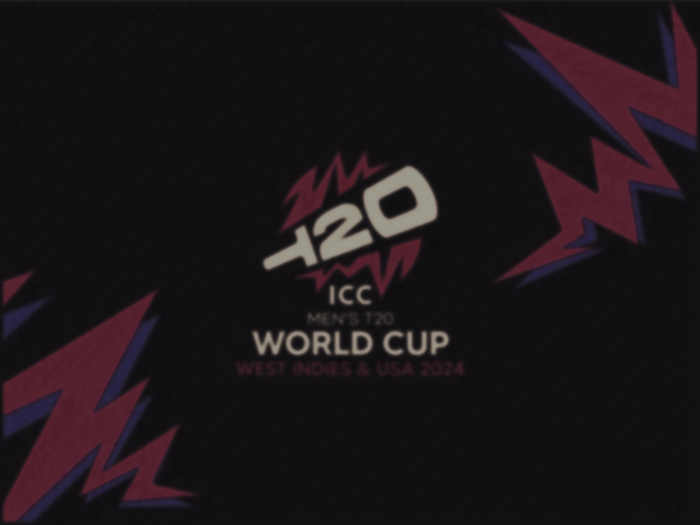 T20
ICC
MEN'S T20
WORLD CUP
WEST INDIES & USA 2024